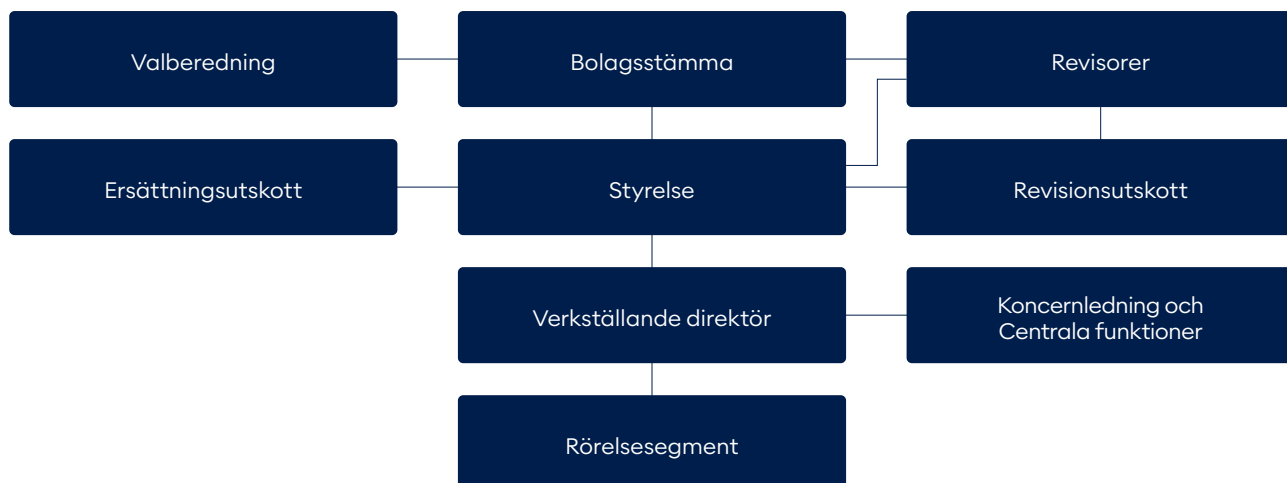 Valberedning
Bolagsstämma
Revisorer
Ersättningsutskott
Styrelse
Revisionsutskott
Verkställande direktör
Koncernledning och
Centrala funktioner
Rörelsesegment